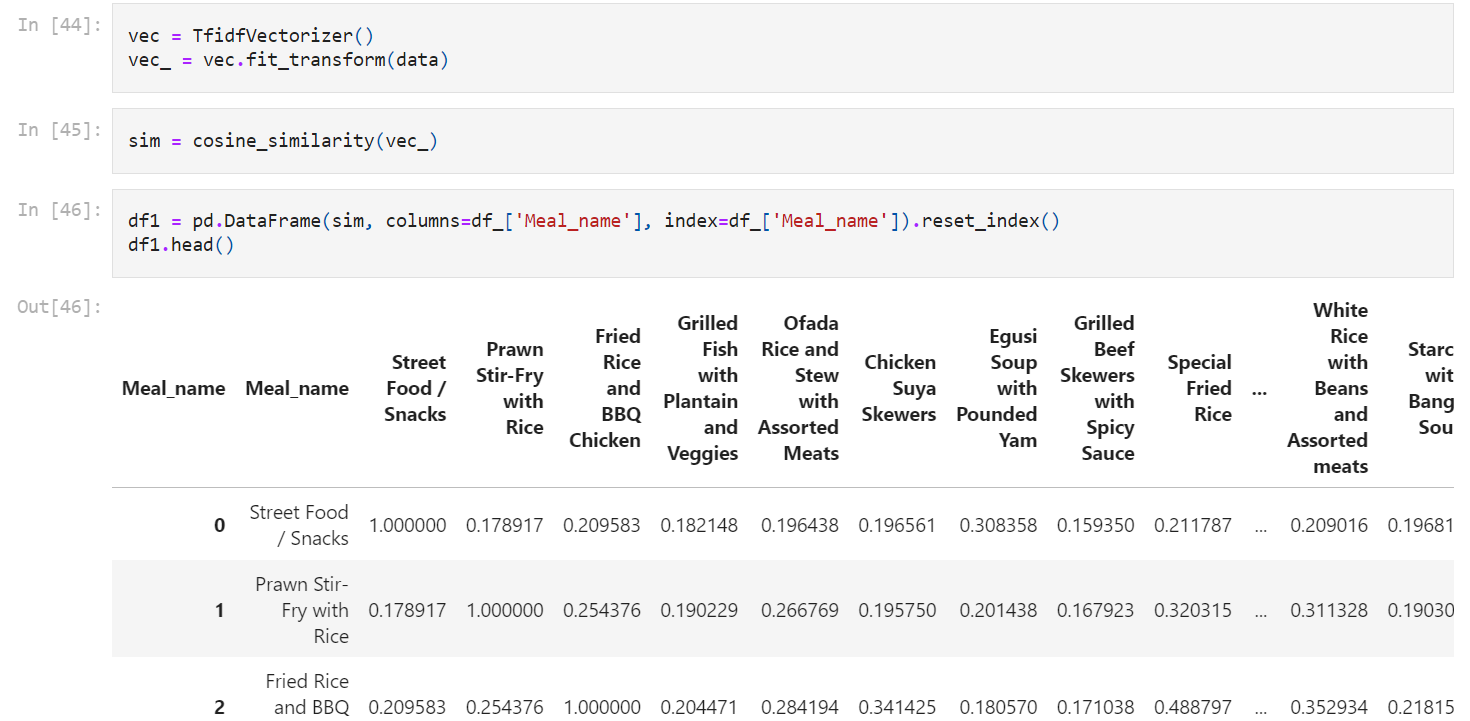 In [44]:
vec = TfidfVectorizer()
vec_ = vec.fit_transform(data)
In [45]:
sim = cosine_similarity(vec_)
In [46]:
df1 = pd.DataFrame(sim, columns=df_['Meal_name'], index=df_['Meal_name']).reset_index()
df1.head()
Out[46]:
Meal_name Meal_name Street Food / Snacks Prawn Stir-Fry with Rice Fried Rice and BBQ Chicken Grilled Fish with Plantain and Veggies Ofada Rice and Stew with Assorted Meats Chicken Suya Skewers Egusi Soup with Pounded Yam Grilled Beef Skewers with Spicy Sauce Special Fried Rice ... White Rice with Beans and Assorted meats Starc wit Bang Sou
0 Street Food / Snacks 1.000000 0.178917 0.209583 0.182148 0.196438 0.196561 0.308358 0.159350 0.211787 ... 0.209016 0.19681
1 Prawn Stir-Fry with Rice 0.178917 1.000000 0.254376 0.190229 0.266769 0.195750 0.201438 0.167923 0.320315 ... 0.311328 0.19030
2 Fried Rice and BBQ 0.209583 0.254376 1.000000 0.204471 0.284194 0.341425 0.180570 0.171038 0.488797 ... 0.352934 0.21815